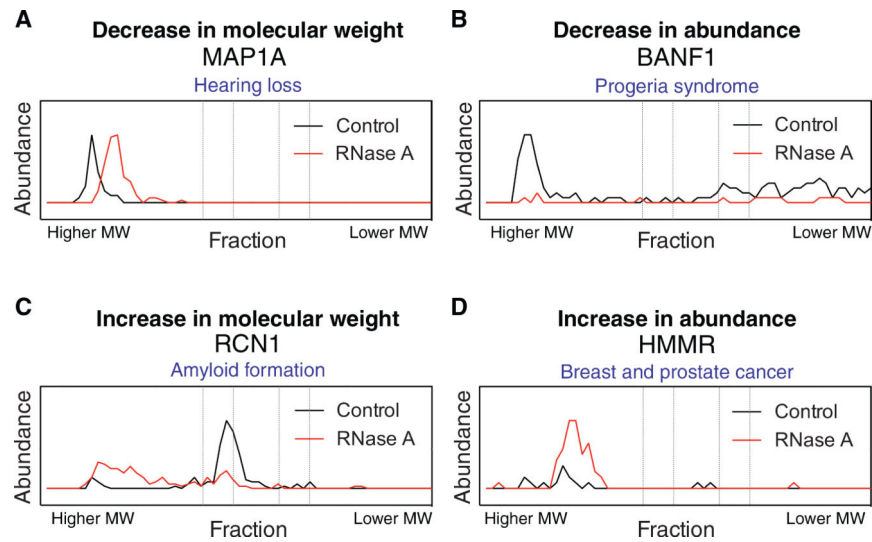 A
Decrease in molecular weight
MAP1A
Hearing loss
Abundance
Control
RNase A
Higher MW
Fraction
Lower MW
B
Decrease in abundance
BANF1
Progeria syndrome
Abundance
Control
RNase A
Higher MW
Fraction
Lower MW
C
Increase in molecular weight
RCN1
Amyloid formation
Abundance
Control
RNase A
Higher MW
Fraction
Lower MW
D
Increase in abundance
HMMR
Breast and prostate cancer
Abundance
Control
RNase A
Higher MW
Fraction
Lower MW